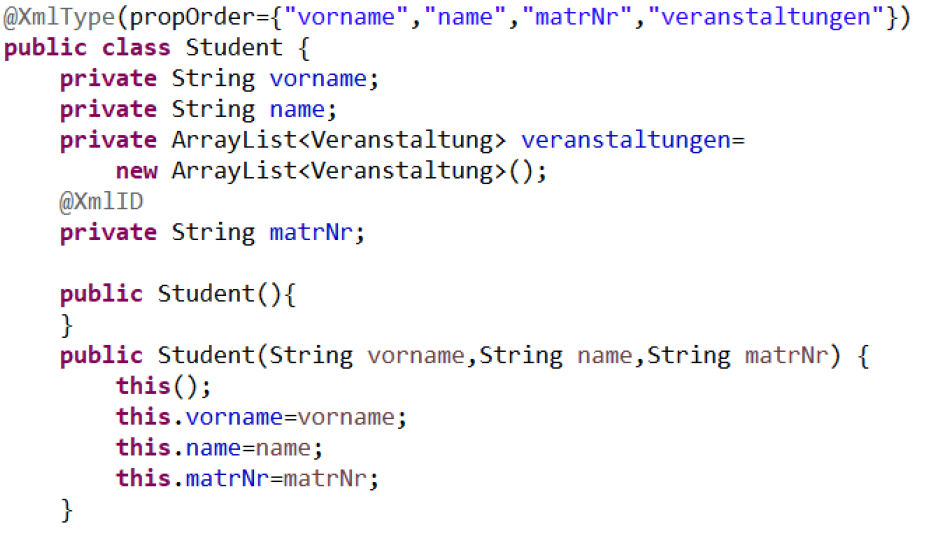 @XmlType(propOrder={"vorname","name","matrNr","veranstaltungen"})
public class Student {
    private String vorname;
    private String name;
    private ArrayList<Veranstaltung> veranstaltungen=
        new ArrayList<Veranstaltung>();
    @XmlID
    private String matrNr;

    public Student(){
    }
    public Student(String vorname,String name,String matrNr) {
        this();
        this.vorname=vorname;
        this.name=name;
        this.matrNr=matrNr;
    }